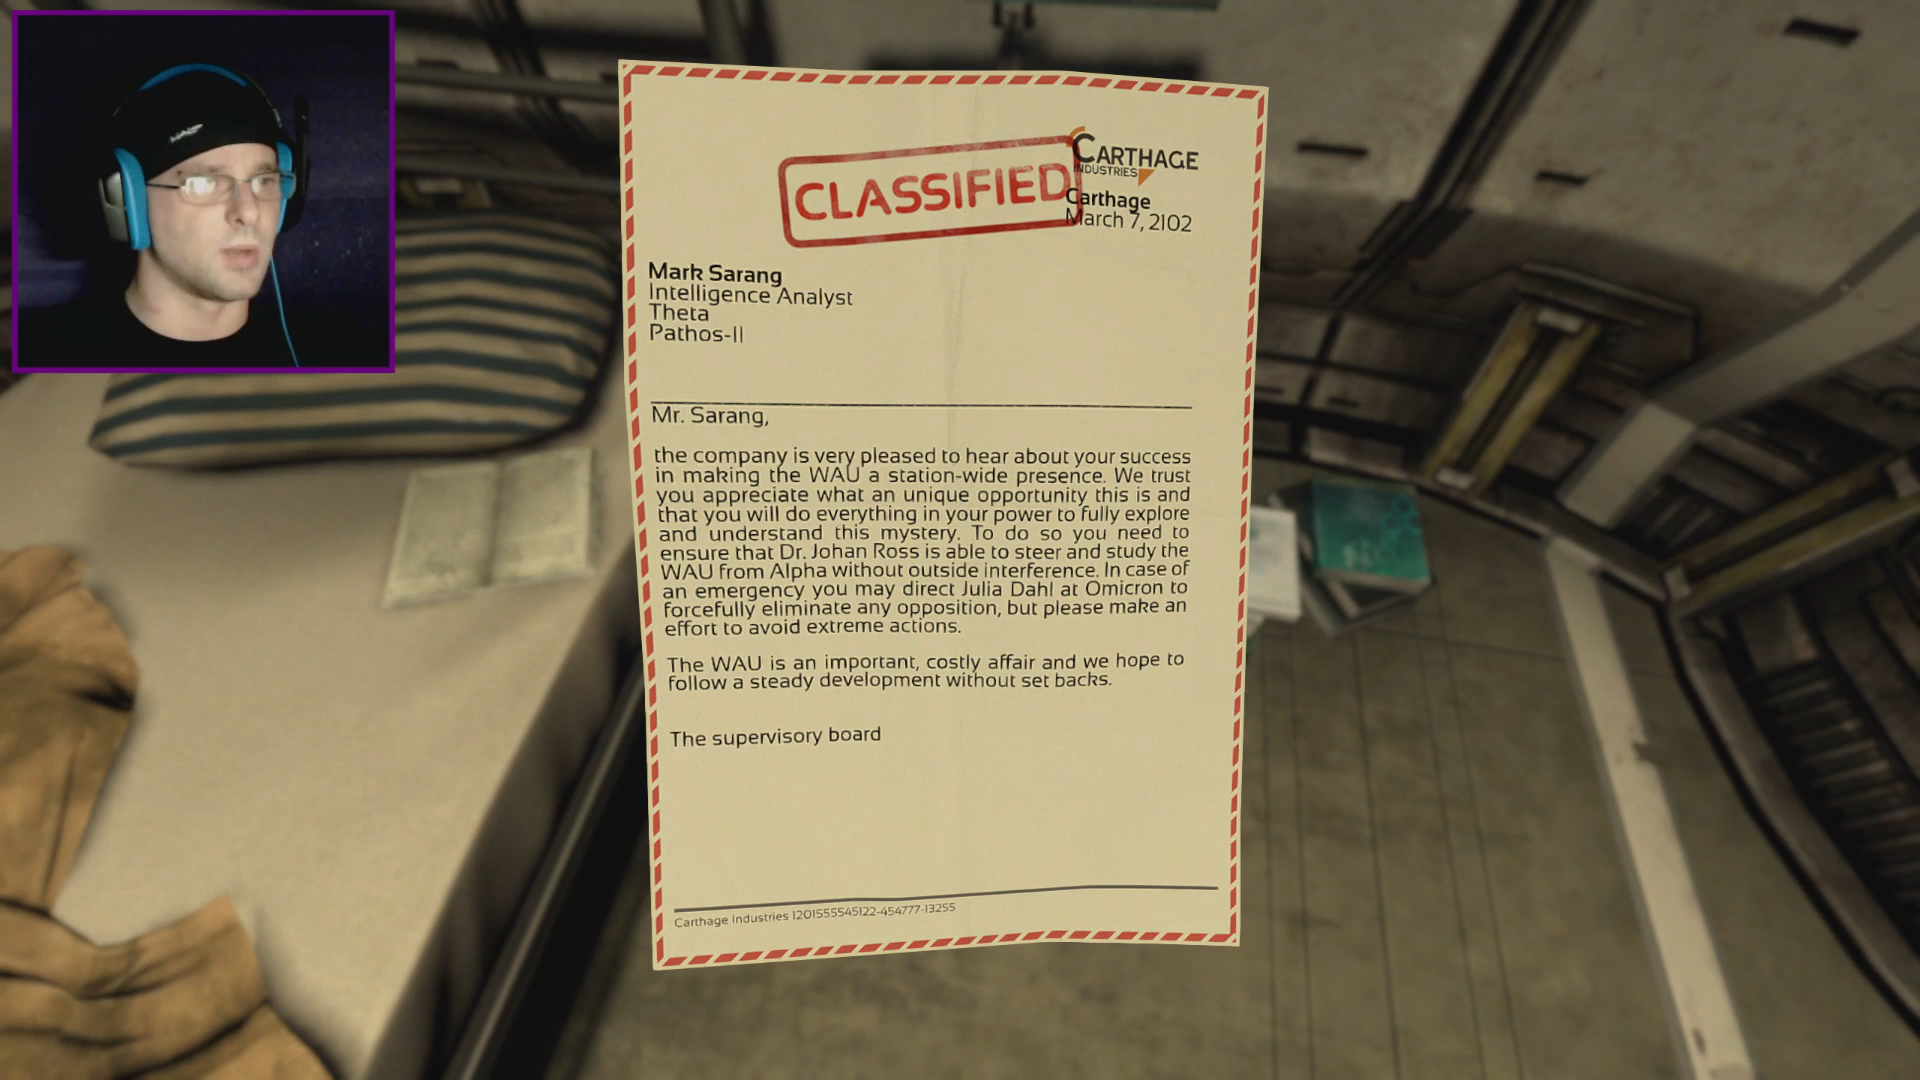 CLASSIFIED
CARTHAGE
INDUSTRIES
Carthage
March 7, 2102
Mark Sarang
Intelligence Analyst
Theta
Pathos-II
Mr. Sarang,
the company is very pleased to hear about your success
in making the WAU a station-wide presence. We trust
you appreciate what an unique opportunity this is and
that you will do everything in your power to fully explore
and understand this mystery. To do so you need to
ensure that Dr. Johan Ross is able to steer and study the
WAU from Alpha without outside interference. In case of
an emergency you may direct Julia Dahl at Omicron to
forcefully eliminate any opposition, but please make an
effort to avoid extreme actions.
The WAU is an important, costly affair and we hope to
follow a steady development without set backs.
The supervisory board
Carthage Industries 1201555545122-454777-13255